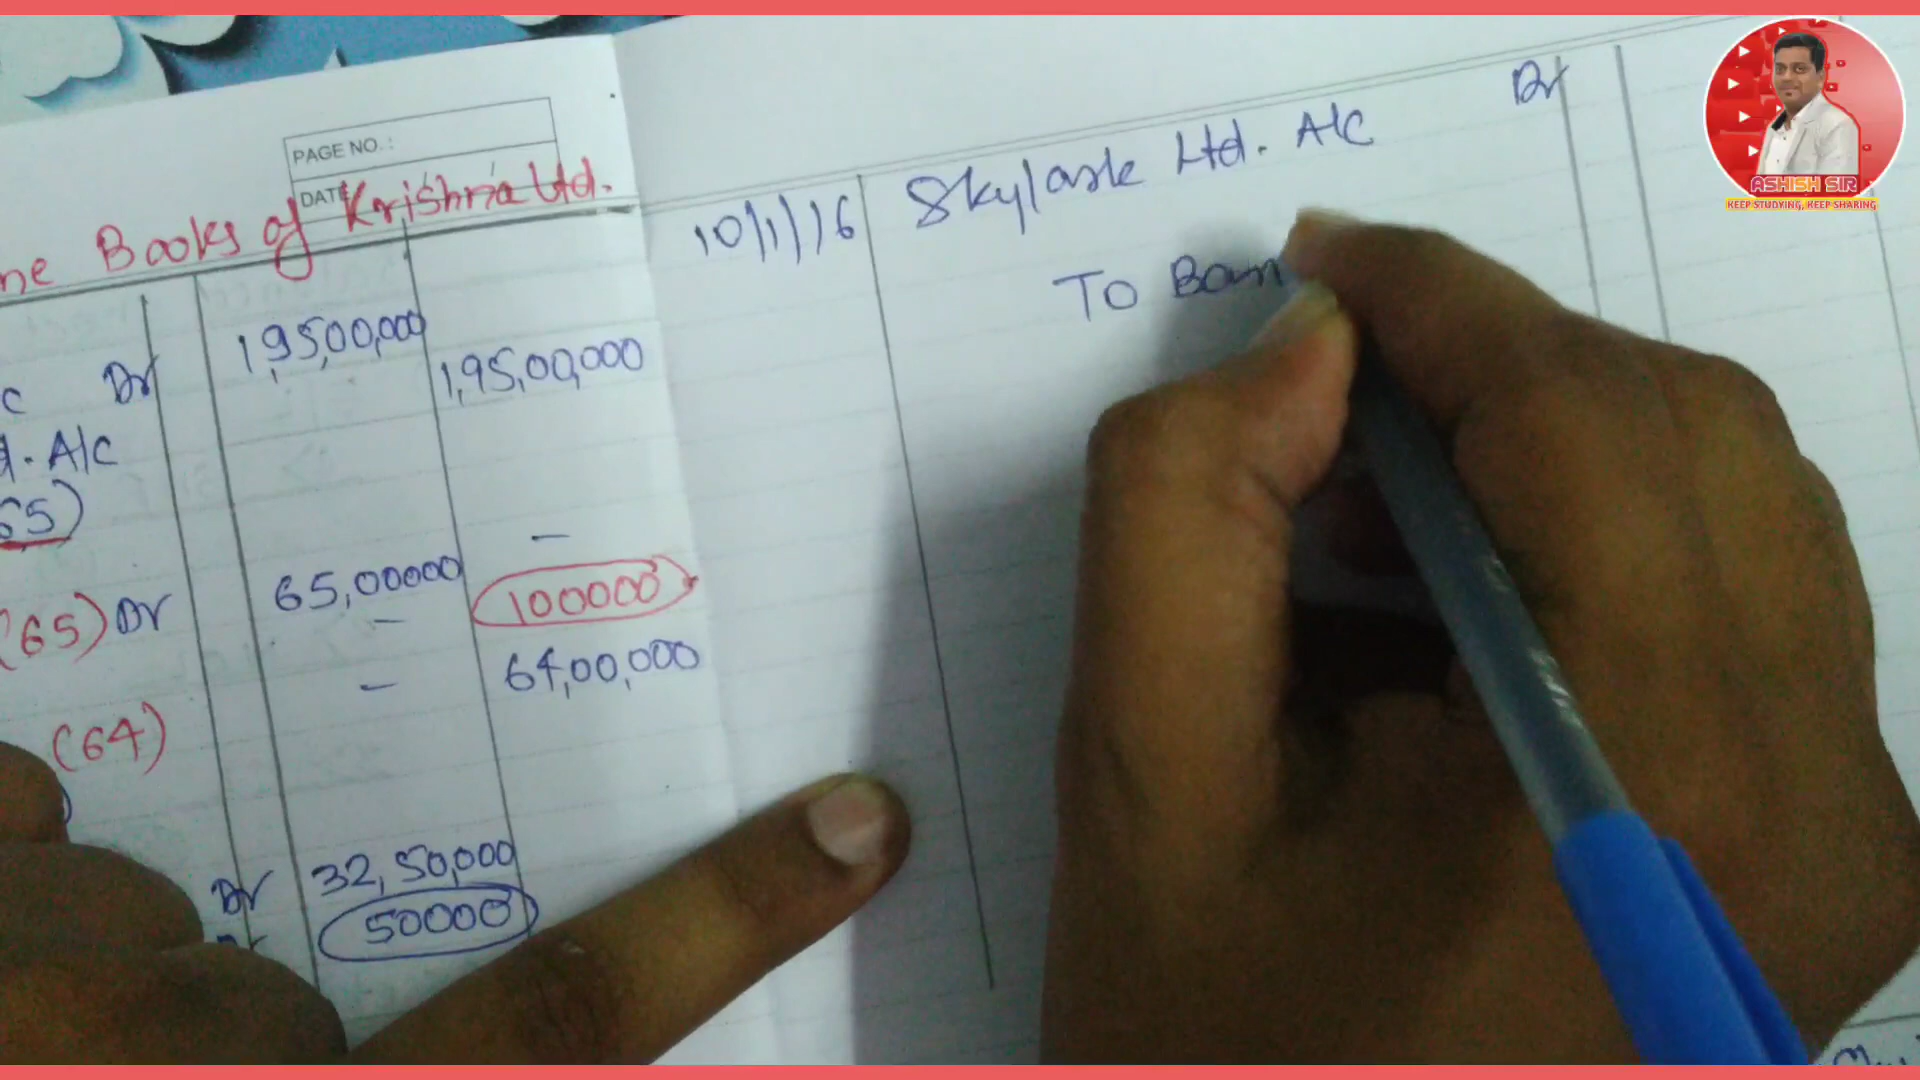 PAGE NO.:
DATE
Books of Krishna Ltd.
1,95,00,000
Dr
1,95,00,000
A/C
65)
(65) Dr 65,00000 -
- 100000
- 64,00,000
(64)
Dr 32,50,000
50000
10/1/16 Skylark Ltd. A/C Dr
To Ban
ASHISH SIR
KEEP STUDYING, KEEP SHARING